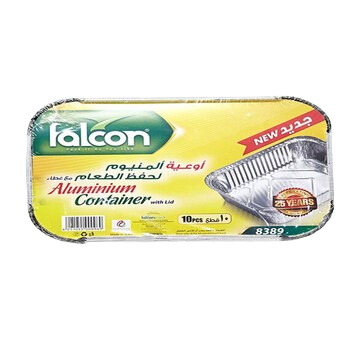 falcon
جديد
NEW
أوعية ألمنيوم
لحفظ الطعام مع غطاء
Aluminium
Container with Lid
25 YEARS
10 PCS قطع ١٠
8389